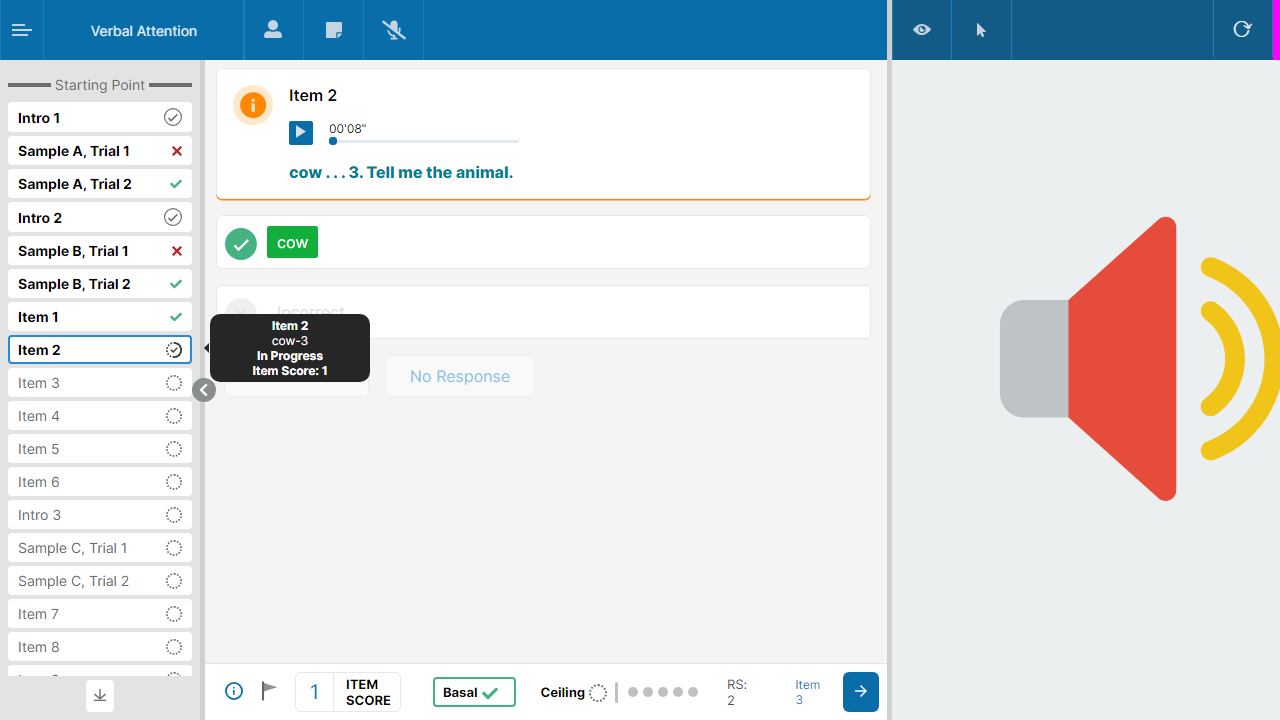 Verbal Attention
Starting Point
Intro 1
Sample A, Trial 1
Sample A, Trial 2
Intro 2
Sample B, Trial 1
Sample B, Trial 2
Item 1
Item 2
Item 3
Item 4
Item 5
Item 6
Intro 3
Sample C, Trial 1
Sample C, Trial 2
Item 7
Item 8
Item 2
00'08"
cow . . . 3. Tell me the animal.
cow
Incorrect
Item 2
cow-3
In Progress
Item Score: 1
No Response
1
ITEM
SCORE
Basal
Ceiling
RS:
2
Item
3